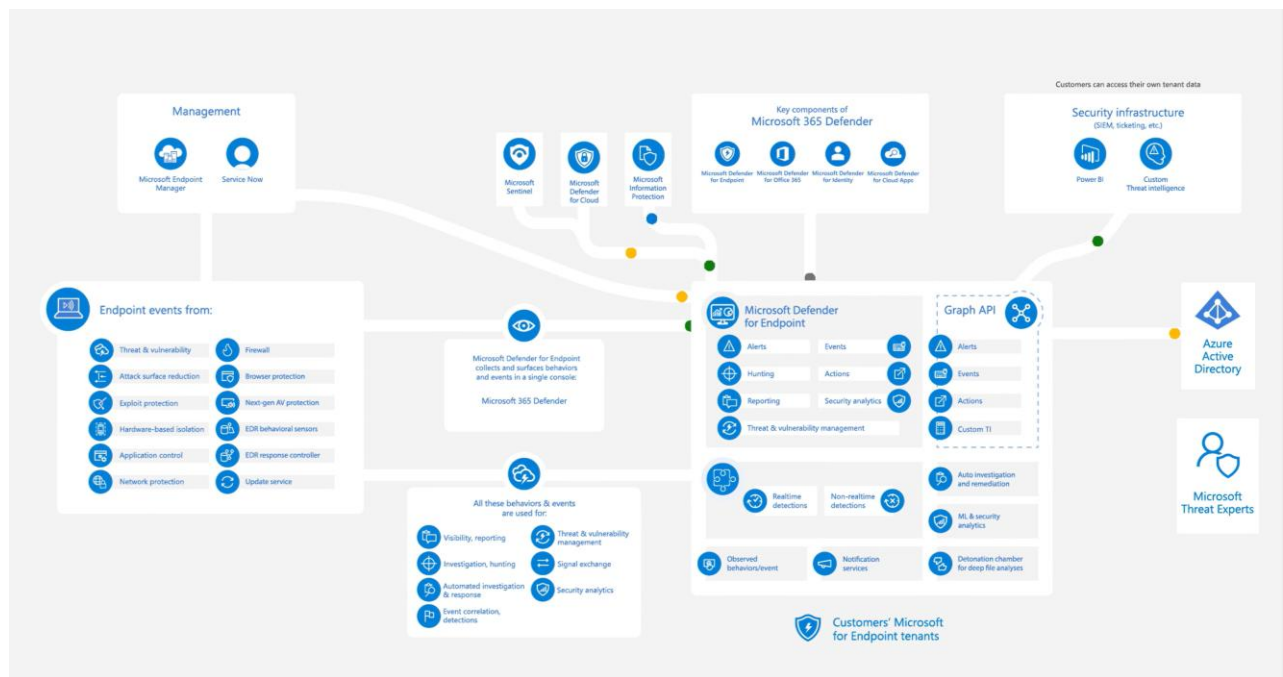 Customers can access their own tenant data
Management
Microsoft Endpoint
Manager
Service Now
Microsoft
Sentinel
Microsoft
Defender
for Cloud
Microsoft
Information
Protection
Key components of
Microsoft 365 Defender
Microsoft Defender
for Endpoint
Microsoft Defender
for Office 365
Microsoft Defender
for Identity
Microsoft Defender
for Cloud Apps
Security infrastructure
(SIEM, ticketing, etc.)
Power BI
Custom
Threat intelligence
Endpoint events from:
Threat & vulnerability
Firewall
Attack surface reduction
Browser protection
Exploit protection
Next-gen AV protection
Hardware-based isolation
EDR behavioral sensors
Application control
EDR response controller
Network protection
Update service
Microsoft Defender for Endpoint
collects and surfaces behaviors
and events in a single console:
Microsoft 365 Defender
All these behaviors & events
are used for:
Visibility, reporting
Threat & vulnerability
management
Investigation, hunting
Signal exchange
Automated investigation
& response
Security analytics
Event correlation,
detections
Microsoft Defender
for Endpoint
Alerts
Events
Hunting
Actions
Reporting
Security analytics
Threat & vulnerability management
Graph API
Alerts
Events
Actions
Custom TI
Realtime
detections
Non-realtime
detections
Auto investigation
and remediation
ML & security
analytics
Observed
behaviors/event
Notification
services
Detonation chamber
for deep file analyses
Azure
Active
Directory
Microsoft
Threat Experts
Customers' Microsoft
for Endpoint tenants